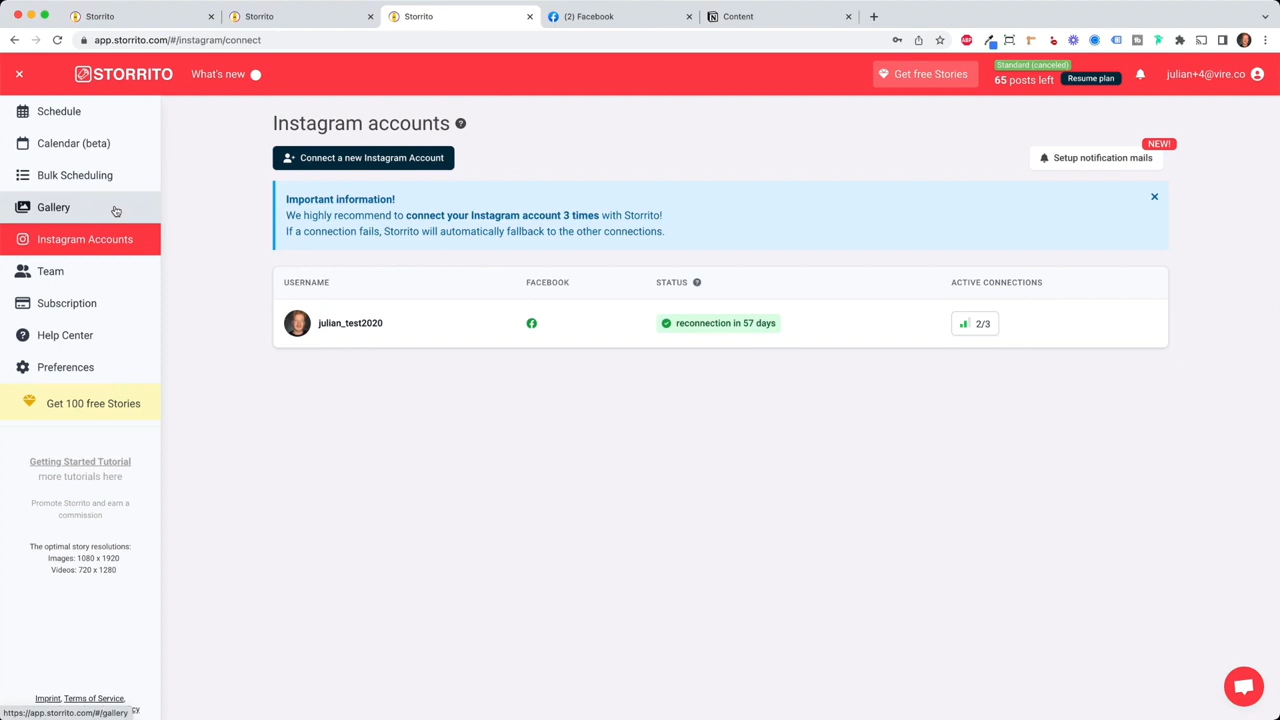 Storrito
Storrito
Storrito
(2) Facebook
Content
app.storrito.com/#/instagram/connect
STORRITO
What's new
Get free Stories
Standard (canceled)
65 posts left
Resume plan
julian+4@vire.co
Schedule
Calendar (beta)
Bulk Scheduling
Gallery
Instagram Accounts
Team
Subscription
Help Center
Preferences
Get 100 free Stories
Getting Started Tutorial
more tutorials here
Promote Storrito and earn a
commission
The optimal story resolutions:
Images: 1080 x 1920
Videos: 720 x 1280
Imprint, Terms of Service,
cy
https://app.storrito.com/#/gallery
Instagram accounts
Connect a new Instagram Account
NEW!
Setup notification mails
Important information!
We highly recommend to connect your Instagram account 3 times with Storrito!
If a connection fails, Storrito will automatically fallback to the other connections.
USERNAME FACEBOOK STATUS ACTIVE CONNECTIONS
julian_test2020 reconnection in 57 days 2/3